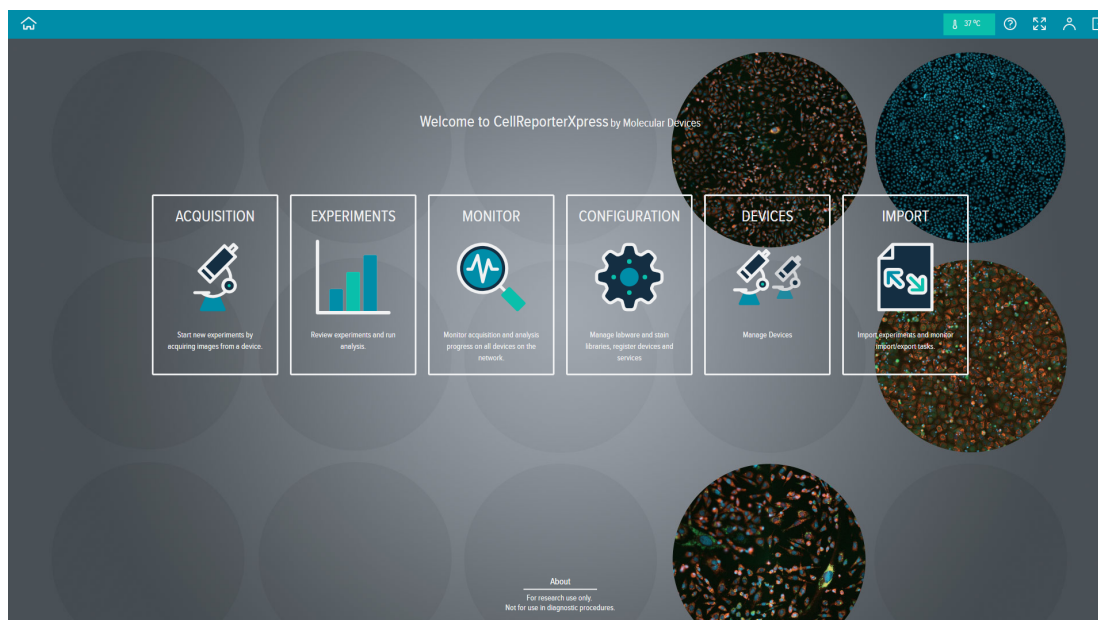 37 ºC
Welcome to CellReporterXpress by Molecular Devices
ACQUISITION
Start new experiments by
acquiring images from a device.
EXPERIMENTS
Review experiments and run
analysis.
MONITOR
Monitor acquisition and analysis
progress on all devices on the
network.
CONFIGURATION
Manage labware and stain
libraries, register devices and
services
DEVICES
Manage Devices
IMPORT
Import experiments and monitor
import/export tasks.
About
For research use only.
Not for use in diagnostic procedures.